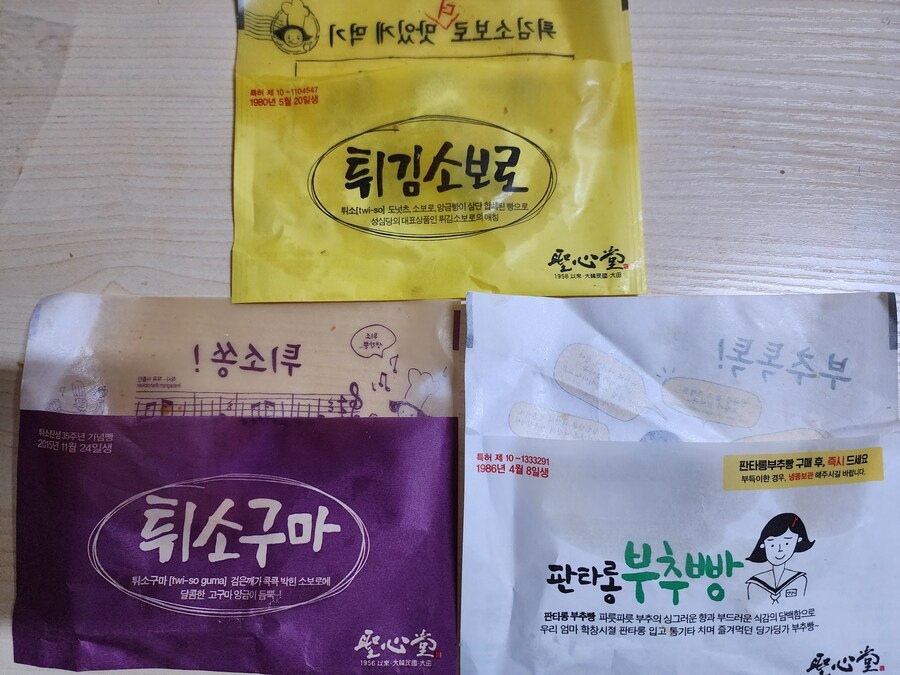 튀김소보로 더 맛있게 먹기
특허 제 10-1104547
1980년 5월 20일생
튀김소보로
튀소[twi-so] 도넛츠, 소보로, 앙금빵이 삼단 합체된 빵으로
성심당의 대표상품인 튀김소보로의 애칭
聖心堂
1956 以來·大韓民國·大田
튀소쏭!
튀소탄생 35주년 기념빵
2015년 11월 24일생
튀소구마
튀소구마 [twi-so guma] 검은깨가 콕콕 박힌 소보로에
달콤한 고구마 앙금이 듬뿍~!
聖心堂
1956 以來·大韓民國·大田
부추톡톡!
특허 제 10-1333291
1986년 4월 8일생
판타롱부추빵 구매 후, 즉시 드세요
부득이한 경우, 냉동보관 해주시길 바랍니다.
판타롱부추빵
판타롱 부추빵 파릇파릇 부추의 싱그러운 향과 부드러운 식감의 담백함으로
우리 엄마 학창시절 판타롱 입고 통기타 치며 즐겨먹던 당가당가 부추빵~
聖心堂